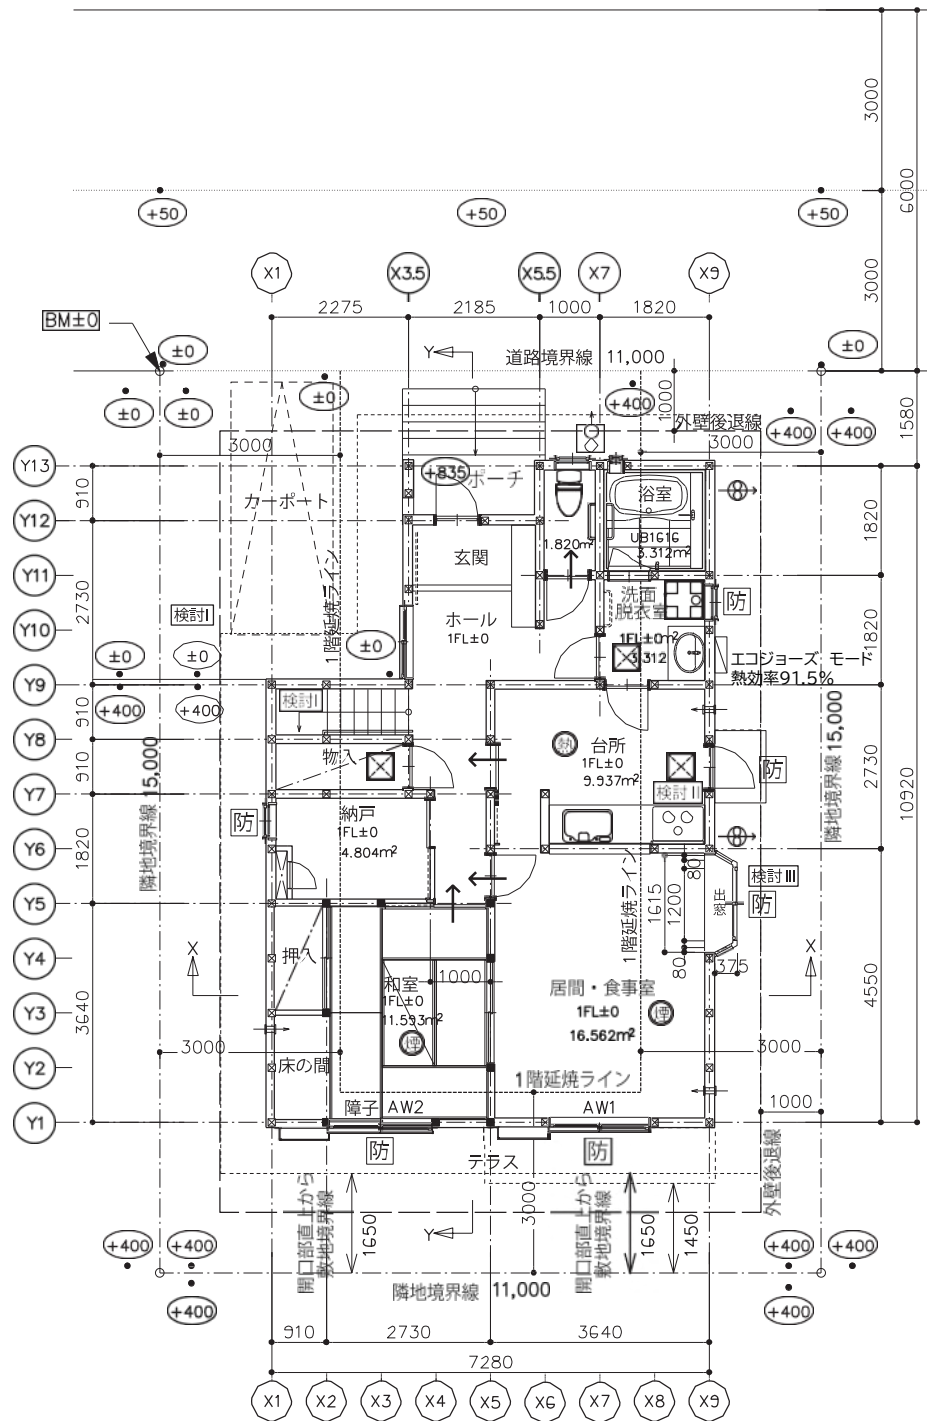 3000
6000
+50
+50
+50
3000
X1
X3.5
X5.5
X7
X9
2275
2185
1000
1820
BM±0
Y
道路境界線 11,000
±0
±0
±0
±0
±0
+400
1000
外壁後退線
+400
+400
1580
3000
3000
Y13
+835
ポーチ
浴室
910
カーポート
Y12
1820
1.820m²
UB1616
3.312m²
玄関
Y11
洗面
脱衣室
防
2730
検討I
1階延焼ライン
ホール
1FL±0
Y10
1FL±0
m²
3.312
1820
±0
±0
±0
エコジョーズ モード
熱効率91.5%
Y9
+400
+400
検討I
910
Y8
物入
熱
台所
1FL±0
9.937m²
2730
10920
910
防
検討II
Y7
隣地境界線 15,000
隣地境界線 15,000
防
納戸
1FL±0
4.804m²
Y6
1820
80
1615
1200
検討III
防
出窓
1階延焼ライン
Y5
Y4
X
押入
和室
1FL±0
11.593m²
1000
80
375
居間・食事室
1FL±0
16.562m²
X
4550
Y3
3640
煙
煙
Y2
3000
床の間
3000
1階延焼ライン
障子 AW2
AW1
1000
Y1
防
テラス
防
外壁後退線
開口部直上から
敷地境界線
1650
Y
3000
開口部直上から
敷地境界線
1650
1450
+400
+400
+400
+400
+400
+400
隣地境界線 11,000
910
2730
3640
7280
X1
X2
X3
X4
X5
X6
X7
X8
X9